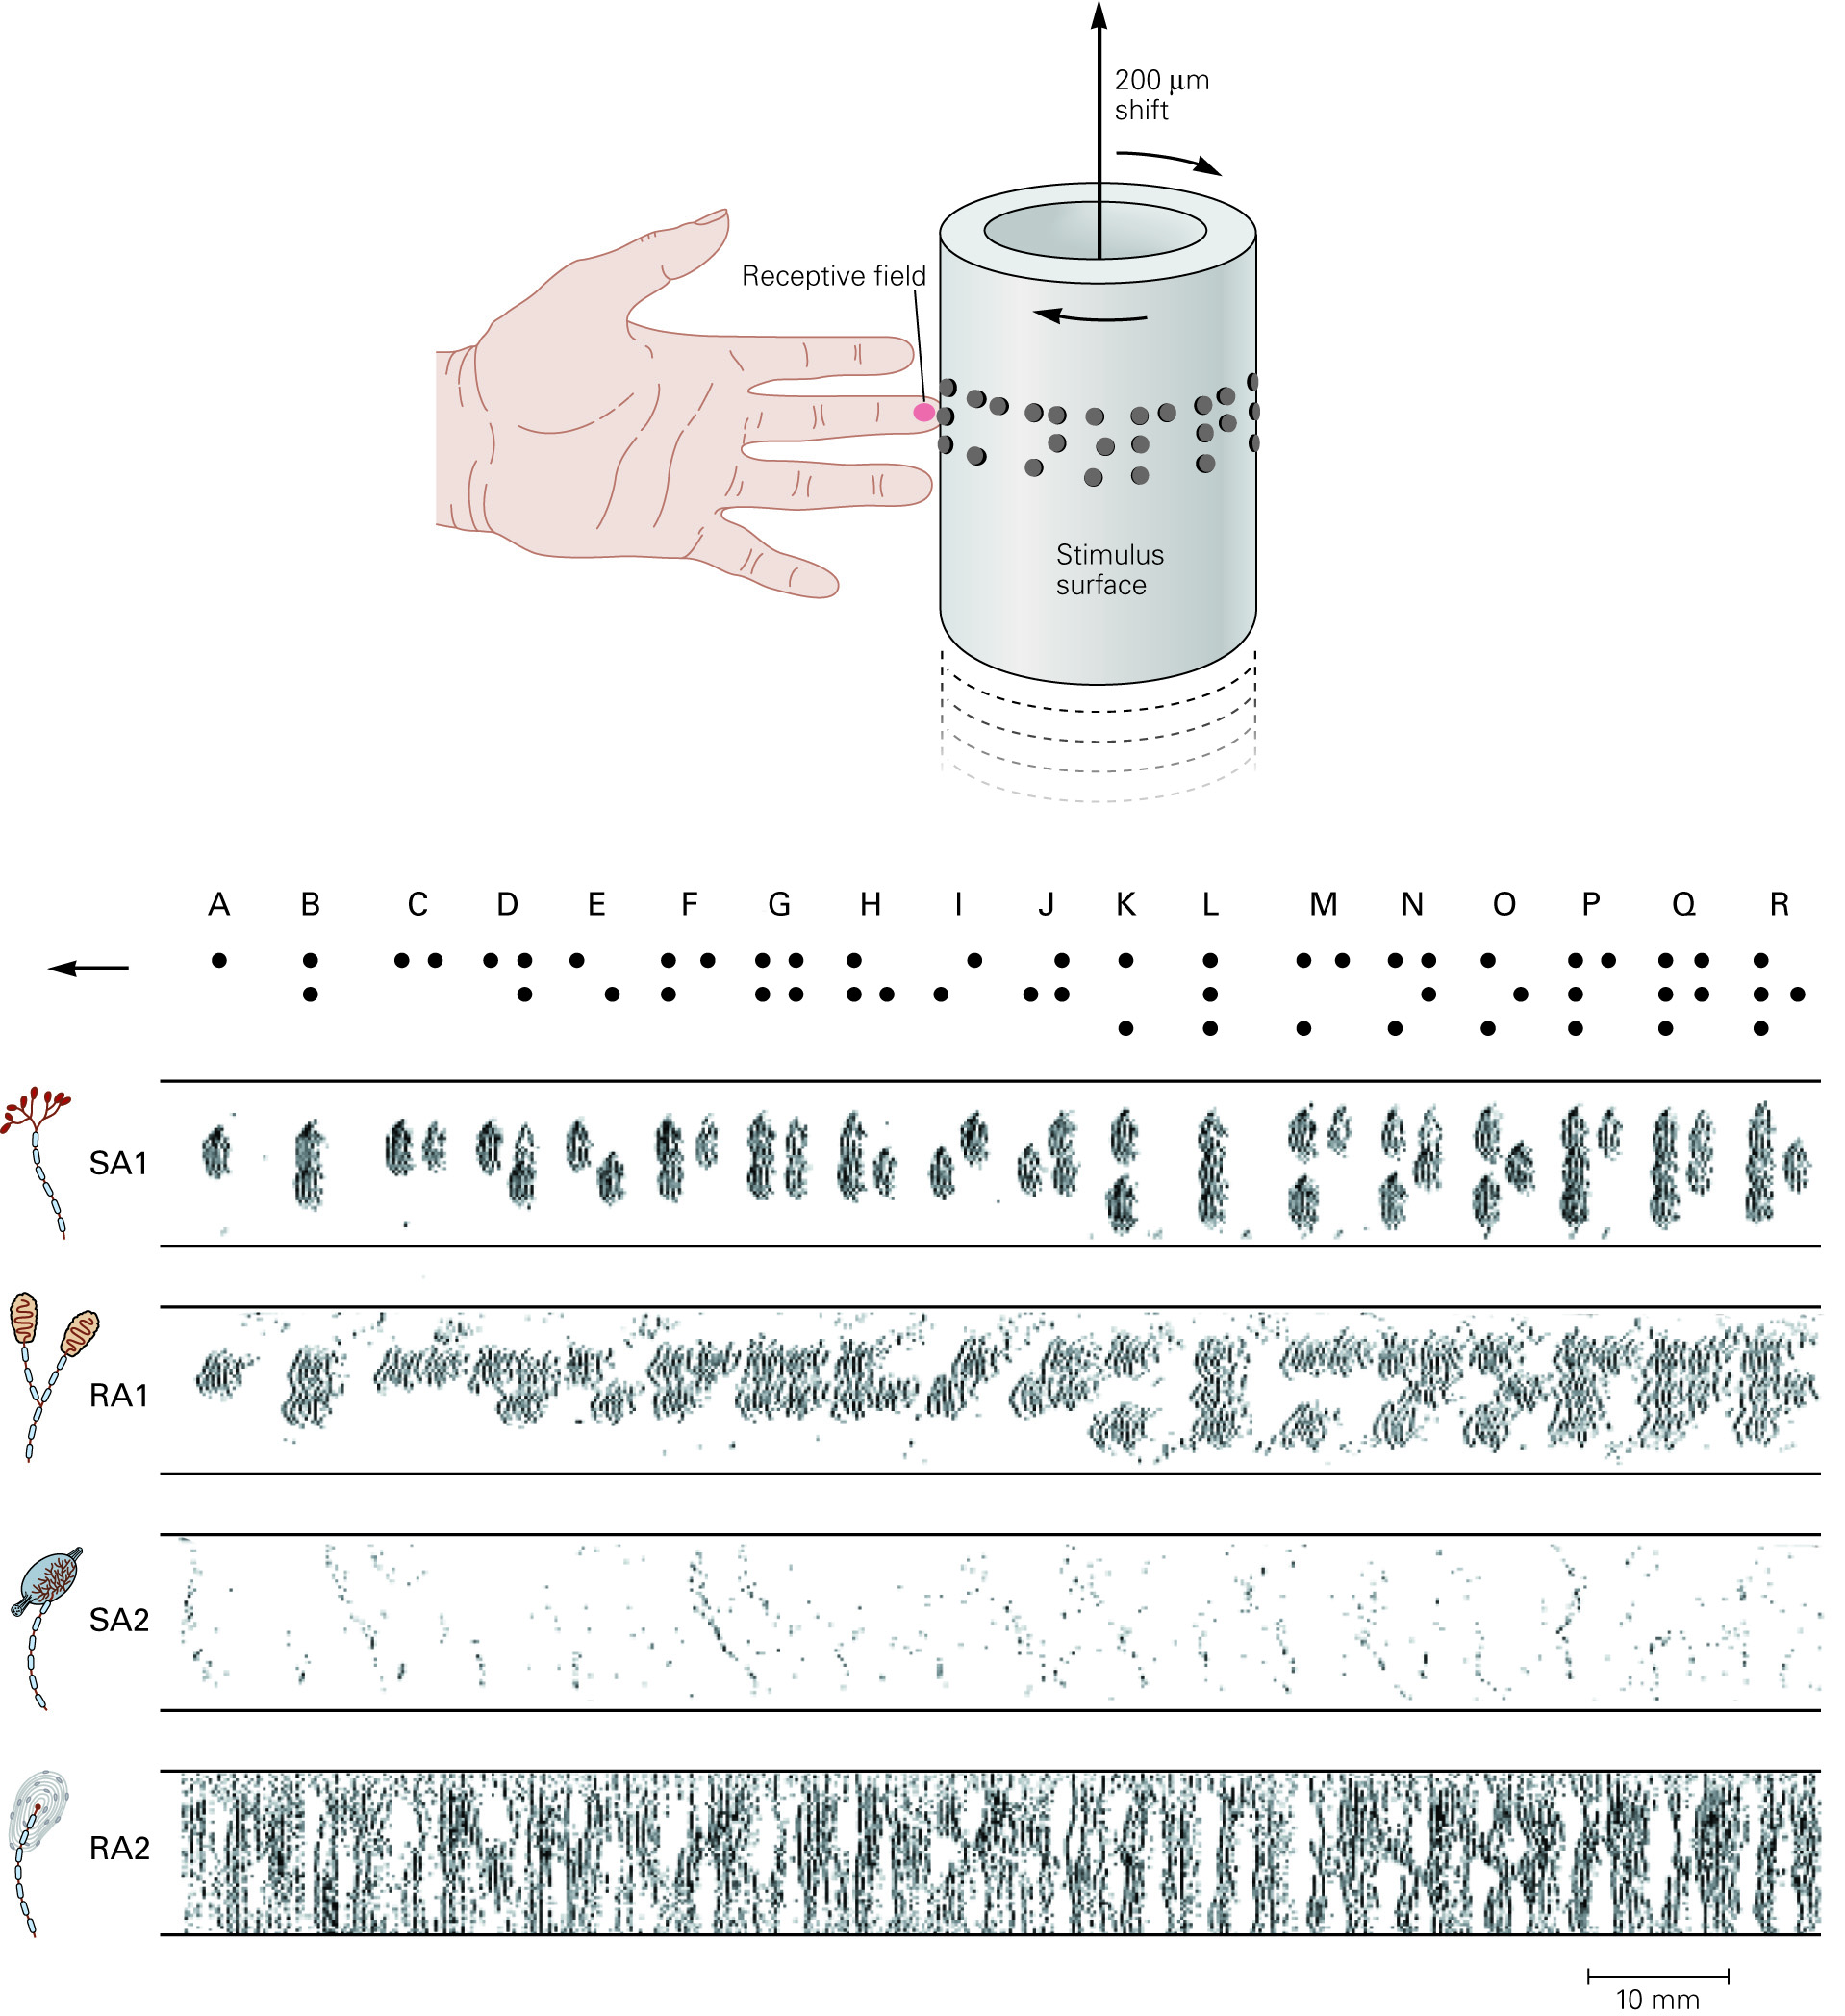 200 μm
shift
Receptive field
Stimulus
surface
A B C D E F G H I J K L M N O P Q R
SA1
RA1
SA2
RA2
10 mm